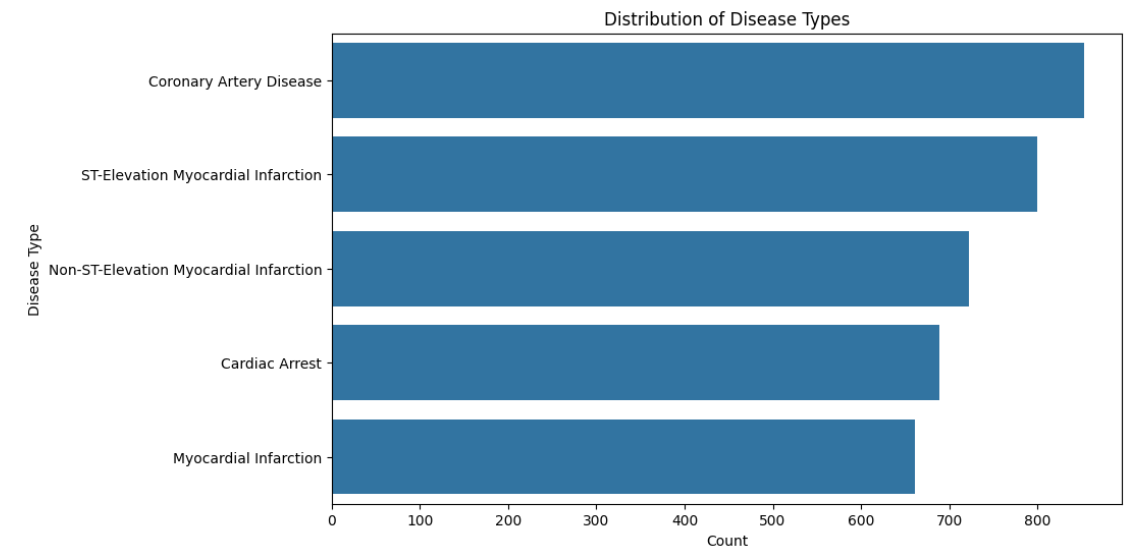 Distribution of Disease Types
Disease Type
Coronary Artery Disease
ST-Elevation Myocardial Infarction
Non-ST-Elevation Myocardial Infarction
Cardiac Arrest
Myocardial Infarction
0 100 200 300 400 500 600 700 800
Count